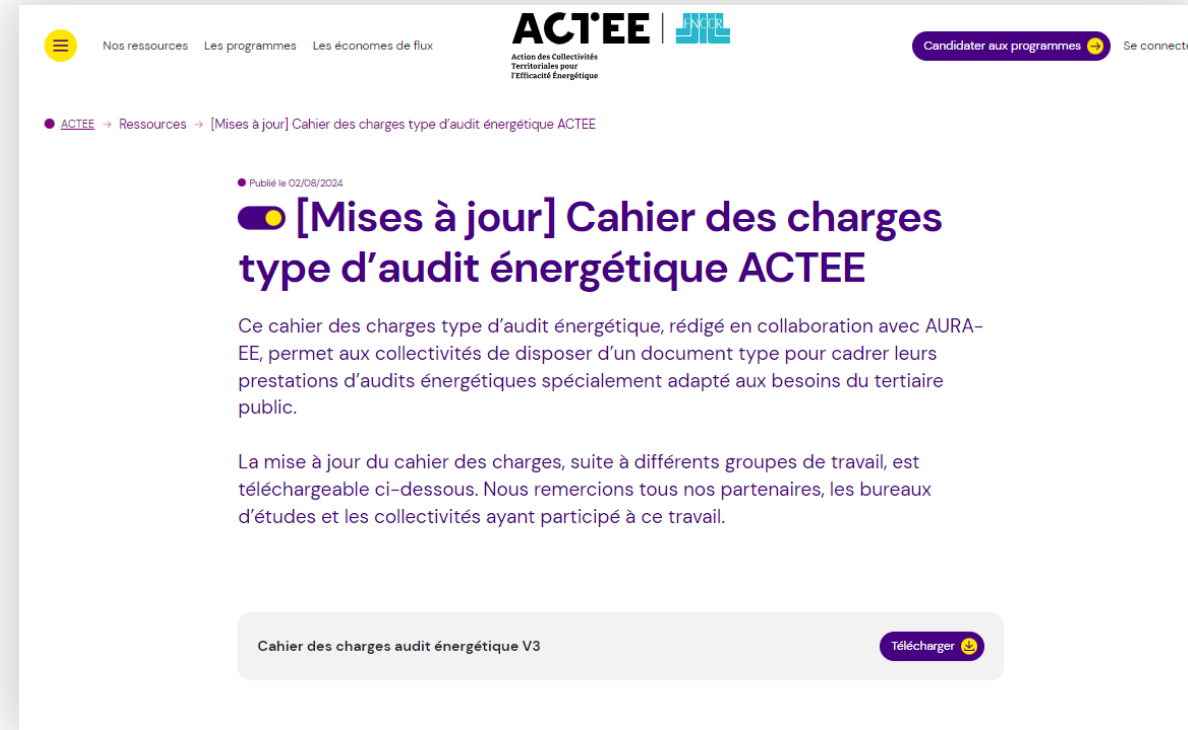 Nos ressources Les programmes Les économes de flux
ACTEE FNCCR
Action des Collectivités
Territoriales pour
l'Efficacité Énergétique
Candidater aux programmes → Se connecte
ACTEE → Ressources → [Mises à jour] Cahier des charges type d'audit énergétique ACTEE
Publié le 02/08/2024
[Mises à jour] Cahier des charges
type d'audit énergétique ACTEE
Ce cahier des charges type d'audit énergétique, rédigé en collaboration avec AURA-
EE, permet aux collectivités de disposer d'un document type pour cadrer leurs
prestations d'audits énergétiques spécialement adapté aux besoins du tertiaire
public.
La mise à jour du cahier des charges, suite à différents groupes de travail, est
téléchargeable ci-dessous. Nous remercions tous nos partenaires, les bureaux
d'études et les collectivités ayant participé à ce travail.
Cahier des charges audit énergétique V3
Télécharger